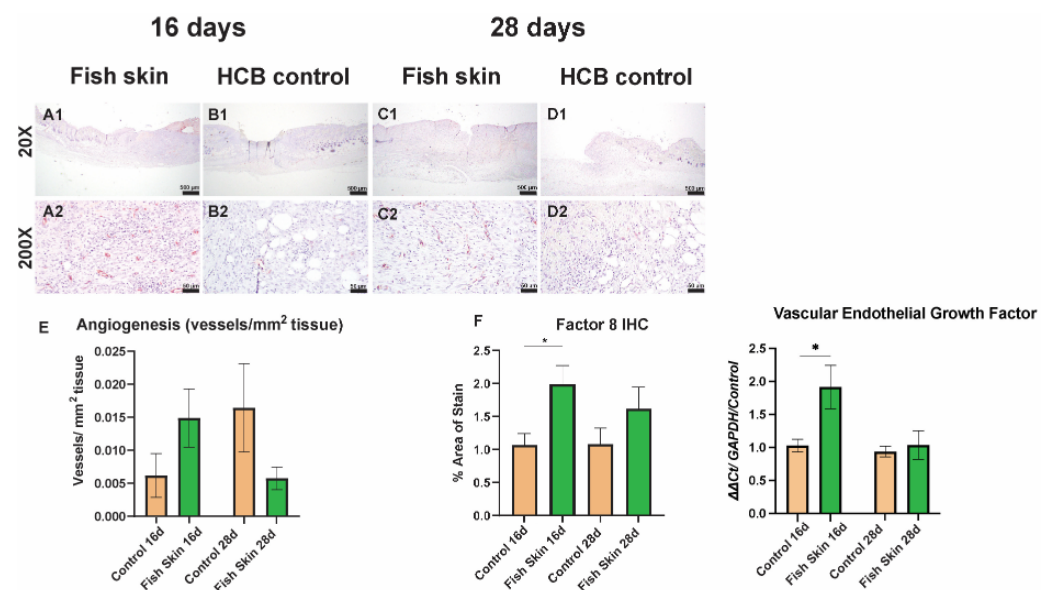 16 days 28 days
Fish skin HCB control Fish skin HCB control
20X
A1 B1 C1 D1
500 µm 500 µm 500 µm 500 µm
200X
A2 B2 C2 D2
50 µm 50 µm 50 µm 50 µm
E Angiogenesis (vessels/mm² tissue)
Vessels/ mm² tissue
0.025
0.020
0.015
0.010
0.005
0.000
Control 16d
Fish Skin 16d
Control 28d
Fish Skin 28d
F Factor 8 IHC
% Area of Stain
2.5
2.0
1.5
1.0
0.5
0.0
*
Control 16d
Fish Skin 16d
Control 28d
Fish Skin 28d
Vascular Endothelial Growth Factor
ΔΔCt/ GAPDH/Control
2.5
2.0
1.5
1.0
0.5
0.0
*
Control 16d
Fish Skin 16d
Control 28d
Fish Skin 28d